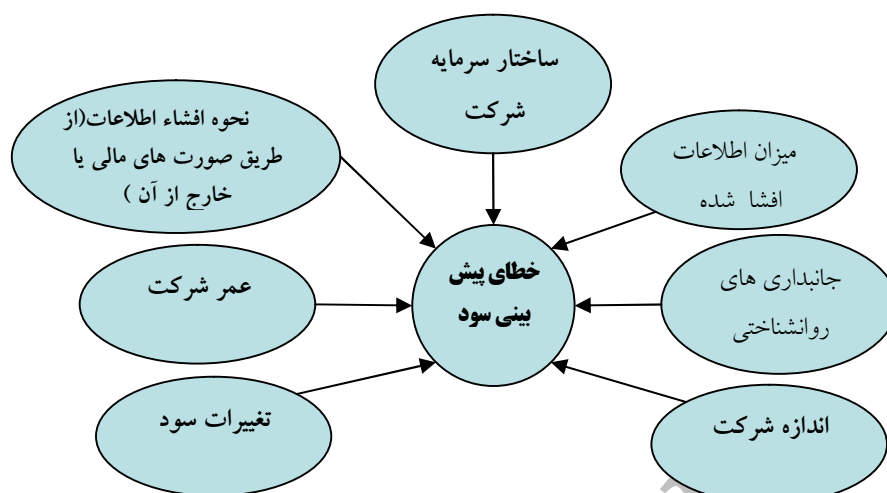 ساختار سرمایه
شرکت
نحوه افشاء اطلاعات(از
طریق صورت های مالی یا
خارج از آن )
میزان اطلاعات
افشا شده
خطای پیش
بینی سود
جانبداری های
روانشناختی
عمر شرکت
تغییرات سود
اندازه شرکت